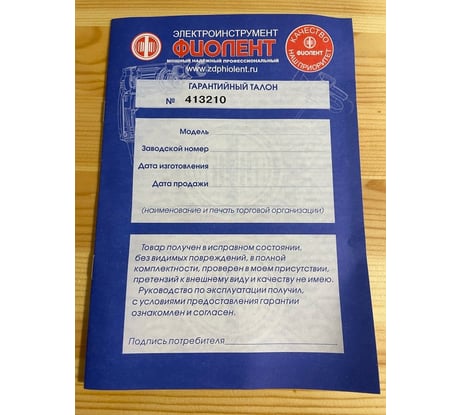 ЭЛЕКТРОИНСТРУМЕНТ
ФИОЛЕНТ
МОЩНЫЙ НАДЕЖНЫЙ ПРОФЕССИОНАЛЬНЫЙ
www.zdphiolent.ru
КАЧЕСТВО
ФИОЛЕНТ
НАШ ПРИОРИТЕТ
ГАРАНТИЙНЫЙ ТАЛОН
№ 413210
Модель
Заводской номер
Дата изготовления
Дата продажи
(наименование и печать торговой организации)
Товар получен в исправном состоянии,
без видимых повреждений, в полной
комплектности, проверен в моем присутствии,
претензий к внешнему виду и качеству не имею.
Руководство по эксплуатации получил,
с условиями предоставления гарантии
ознакомлен и согласен.
Подпись потребителя